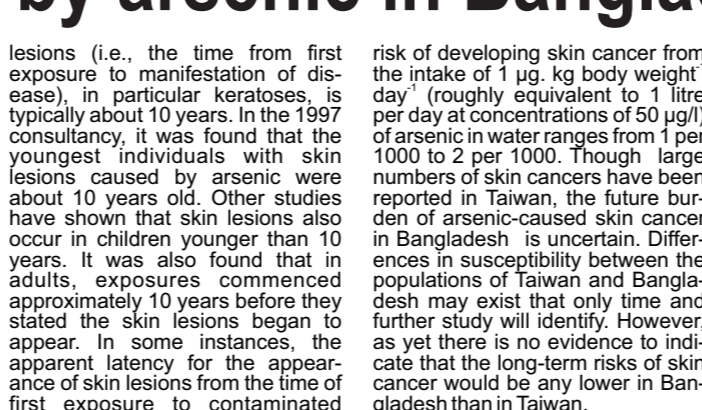 by arsenic in
lesions (i.e., the time from first
exposure to manifestation of dis-
ease), in particular keratoses, is
typically about 10 years. In the 1997
consultancy, it was found that the
youngest individuals with skin
lesions caused by arsenic were
about 10 years old. Other studies
have shown that skin lesions also
occur in children younger than 10
years. It was also found that in
adults, exposures commenced
approximately 10 years before they
stated the skin lesions began to
appear. In some instances, the
apparent latency for the appear-
ance of skin lesions from the time of
first exposure to contaminated
risk of developing skin cancer from
the intake of 1 µg. kg body weight⁻
day⁻¹ (roughly equivalent to 1 litre
per day at concentrations of 50 µg/l)
of arsenic in water ranges from 1 per
1000 to 2 per 1000. Though large
numbers of skin cancers have been
reported in Taiwan, the future bur-
den of arsenic-caused skin cancer
in Bangladesh is uncertain. Differ-
ences in susceptibility between the
populations of Taiwan and Bangla-
desh may exist that only time and
further study will identify. However,
as yet there is no evidence to indi-
cate that the long-term risks of skin
cancer would be any lower in Ban-
gladesh than in Taiwan.